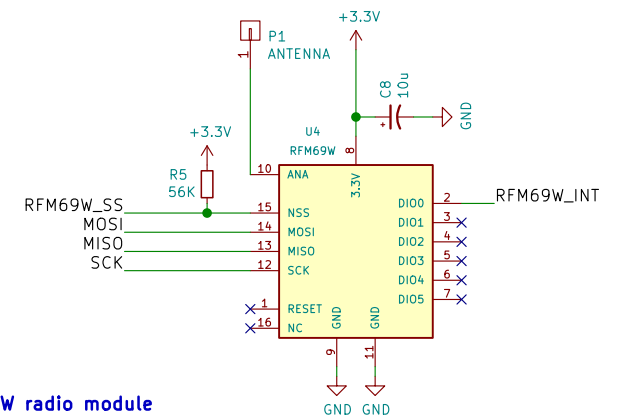 +3.3V
P1
ANTENNA
1
C8
10u
GND
+3.3V
U4
RFM69W
8
R5
56K
10
ANA
3.3V
RFM69W_SS
15
NSS
DIO0
2
RFM69W_INT
MOSI
14
MOSI
DIO1
3
MISO
13
MISO
DIO2
4
SCK
12
SCK
DIO3
5
DIO4
6
DIO5
7
1
RESET
16
NC
GND
GND
9
11
GND
GND
W radio module